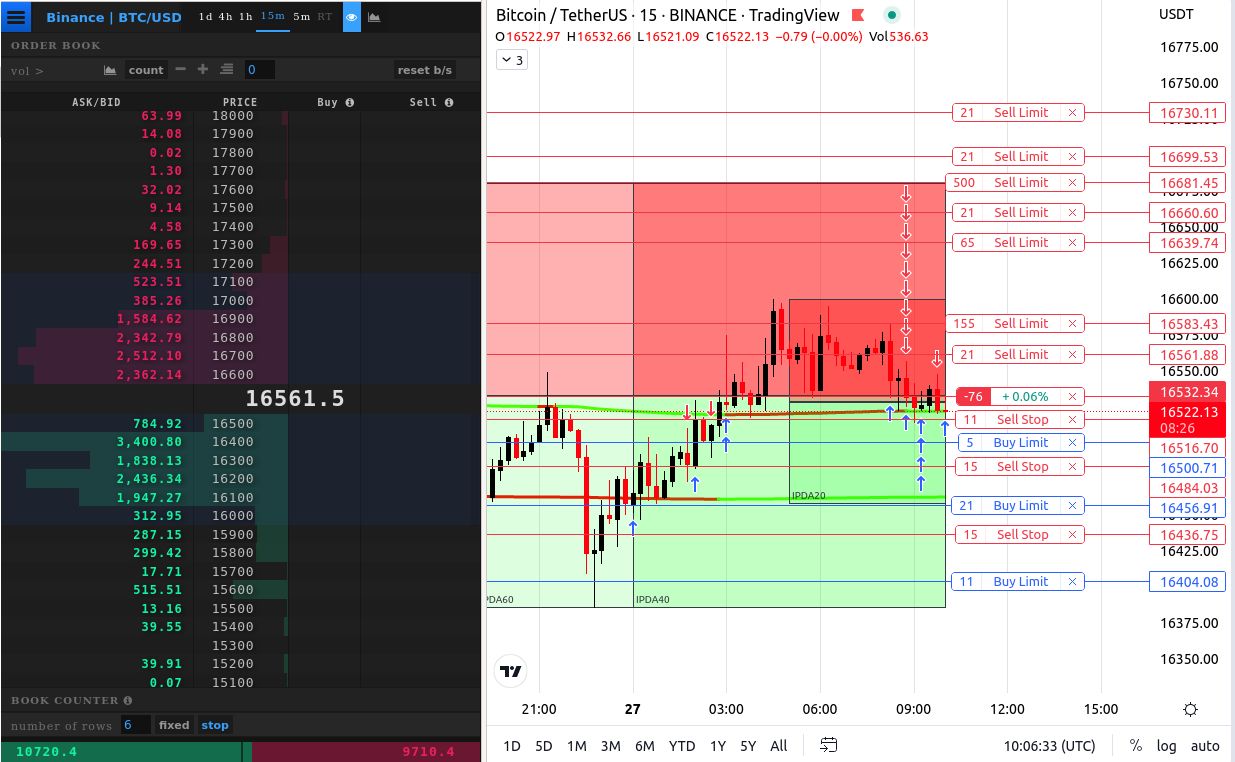 Binance | BTC/USD 1d 4h 1h 15m 5m RT
ORDER BOOK
vol > count 0 reset b/s
ASK/BID PRICE Buy Sell
63.99 18000
14.08 17900
0.02 17800
1.30 17700
32.02 17600
9.14 17500
4.58 17400
169.65 17300
244.51 17200
523.51 17100
385.26 17000
1,584.62 16900
2,342.79 16800
2,512.10 16700
2,362.14 16600
16561.5
784.92 16500
3,400.80 16400
1,838.13 16300
2,436.34 16200
1,947.27 16100
312.95 16000
287.15 15900
299.42 15800
17.71 15700
515.51 15600
13.16 15500
39.55 15400
15300
39.91 15200
0.07 15100
BOOK COUNTER
number of rows 6 fixed stop
10720.4 9710.4
Bitcoin / TetherUS · 15 · BINANCE · TradingView
USDT
O16522.97 H16532.66 L16521.09 C16522.13 −0.79 (−0.00%) Vol536.63
3
16775.00
16750.00
21 Sell Limit × 16730.11
21 Sell Limit × 16699.53
500 Sell Limit × 16681.45
21 Sell Limit × 16660.60
16650.00
65 Sell Limit × 16639.74
16625.00
16600.00
155 Sell Limit × 16583.43
16575.00
21 Sell Limit × 16561.88
16550.00
-76 + 0.06% × 16532.34
16522.13
08:26
11 Sell Stop × 16516.70
5 Buy Limit × 16500.71
15 Sell Stop × 16484.03
IPDA20
21 Buy Limit × 16456.91
15 Sell Stop × 16436.75
16425.00
11 Buy Limit × 16404.08
PDA60 IPDA40
16375.00
16350.00
21:00 27 03:00 06:00 09:00 12:00 15:00
1D 5D 1M 3M 6M YTD 1Y 5Y All 10:06:33 (UTC) % log auto